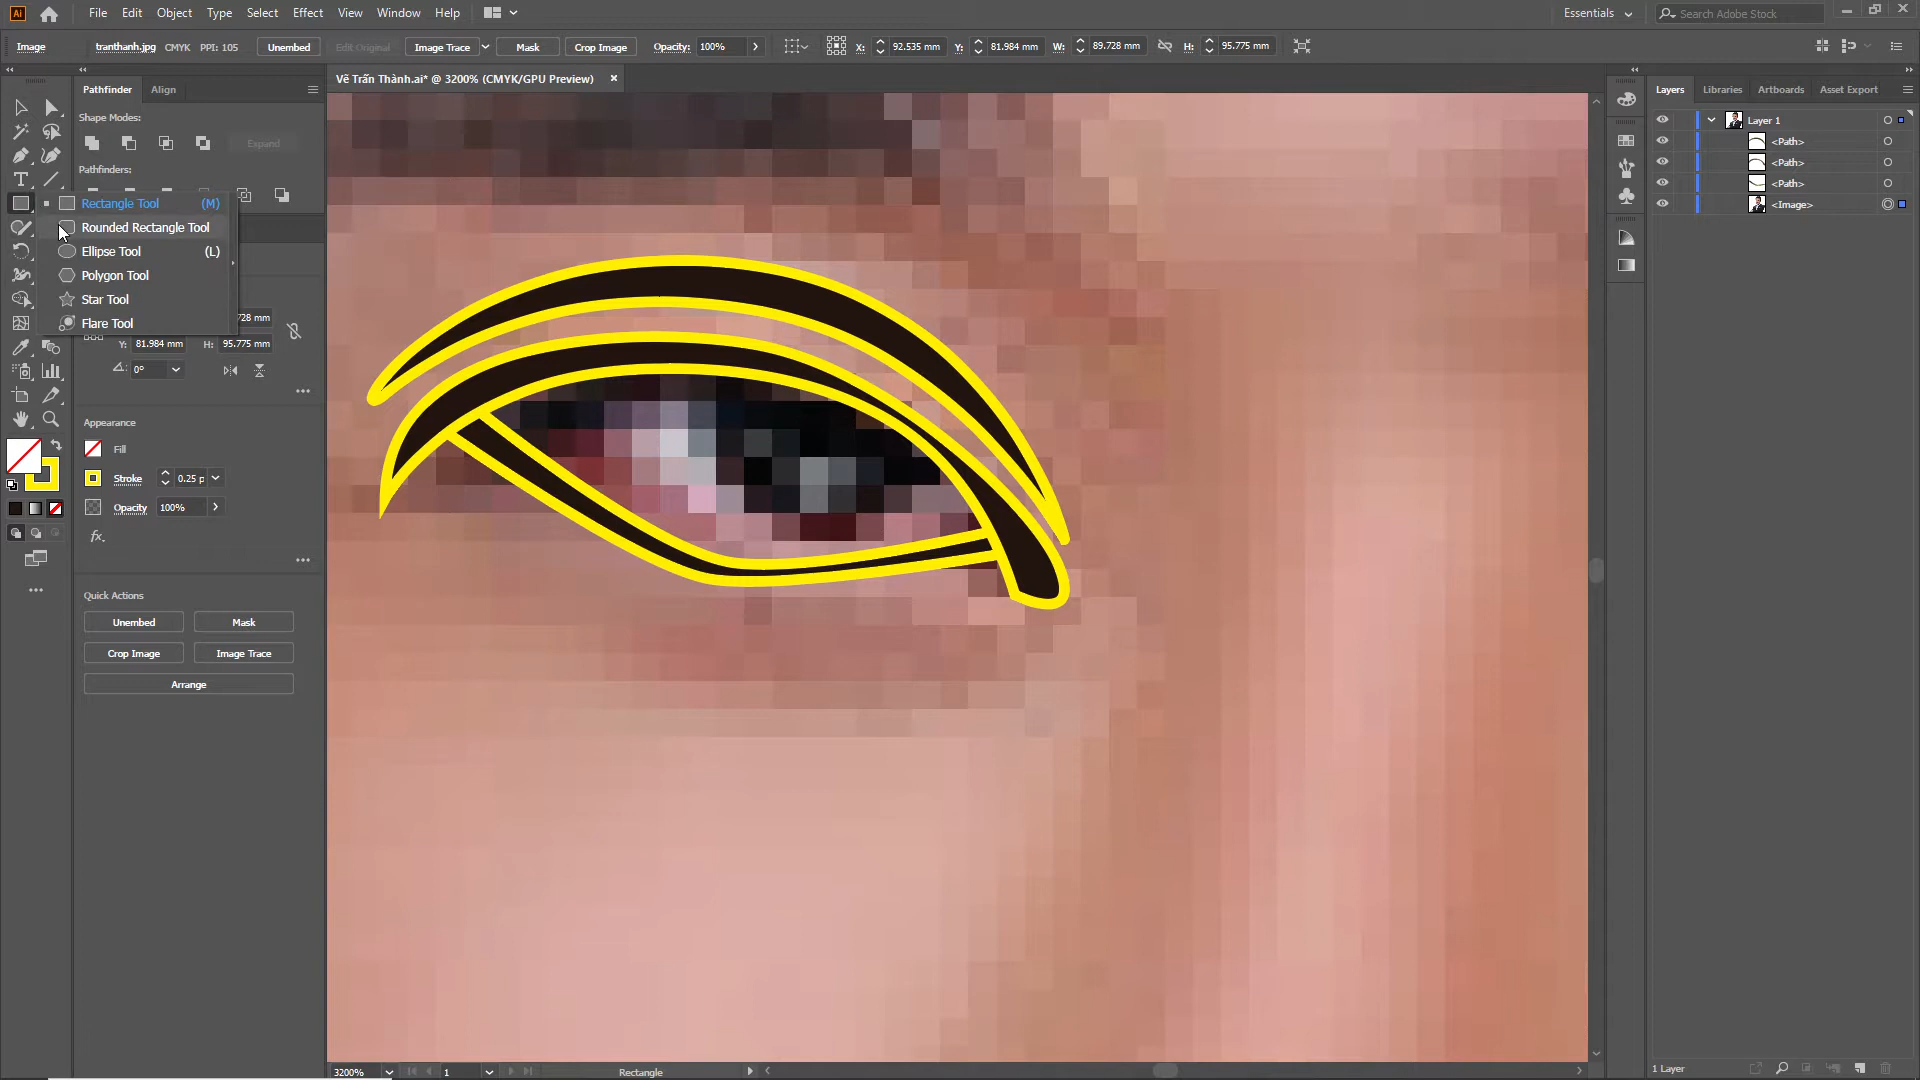 Ai File Edit Object Type Select Effect View Window Help Essentials Search Adobe Stock
Image tranthanh.jpg CMYK PPI: 105 Unembed Edit Original Image Trace Mask Crop Image Opacity: 100% X: 92.535 mm Y: 81.984 mm W: 89.728 mm H: 95.775 mm
Vẽ Trấn Thành.ai* @ 3200% (CMYK/GPU Preview)
Pathfinder Align
Layers Libraries Artboards Asset Export
Shape Modes:
Expand
Pathfinders:
Layer 1
<Path>
<Path>
<Path>
<Image>
Rectangle Tool (M)
Rounded Rectangle Tool
Ellipse Tool (L)
Polygon Tool
Star Tool
Flare Tool
728 mm
Y: 81.984 mm H: 95.775 mm
0°
Appearance
Fill
Stroke 0.25 p
Opacity 100%
fx.
Quick Actions
Unembed Mask
Crop Image Image Trace
Arrange
3200% 1 Rectangle
1 Layer